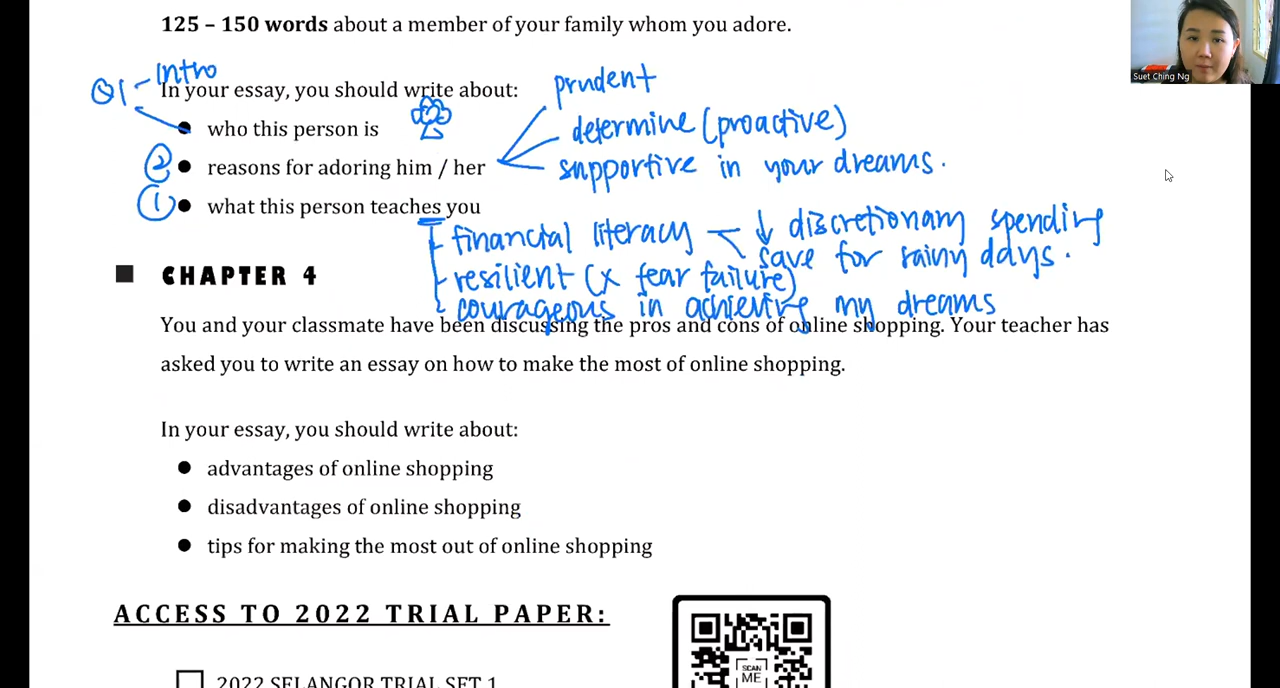 125 – 150 words about a member of your family whom you adore.
Suet Ching Ng
Intro
Q1
In your essay, you should write about:
prudent
● who this person is
determine (proactive)
② ● reasons for adoring him / her
supportive in your dreams.
① ● what this person teaches you
financial literacy – ↓ discretionary spending
save for rainy days.
■ CHAPTER 4
resilient (x fear failure)
courageous in achieving my dreams
You and your classmate have been discussing the pros and cons of online shopping. Your teacher has
asked you to write an essay on how to make the most of online shopping.
In your essay, you should write about:
● advantages of online shopping
● disadvantages of online shopping
● tips for making the most out of online shopping
ACCESS TO 2022 TRIAL PAPER:
SCAN
ME
2022 SELANGOR TRIAL SET 1